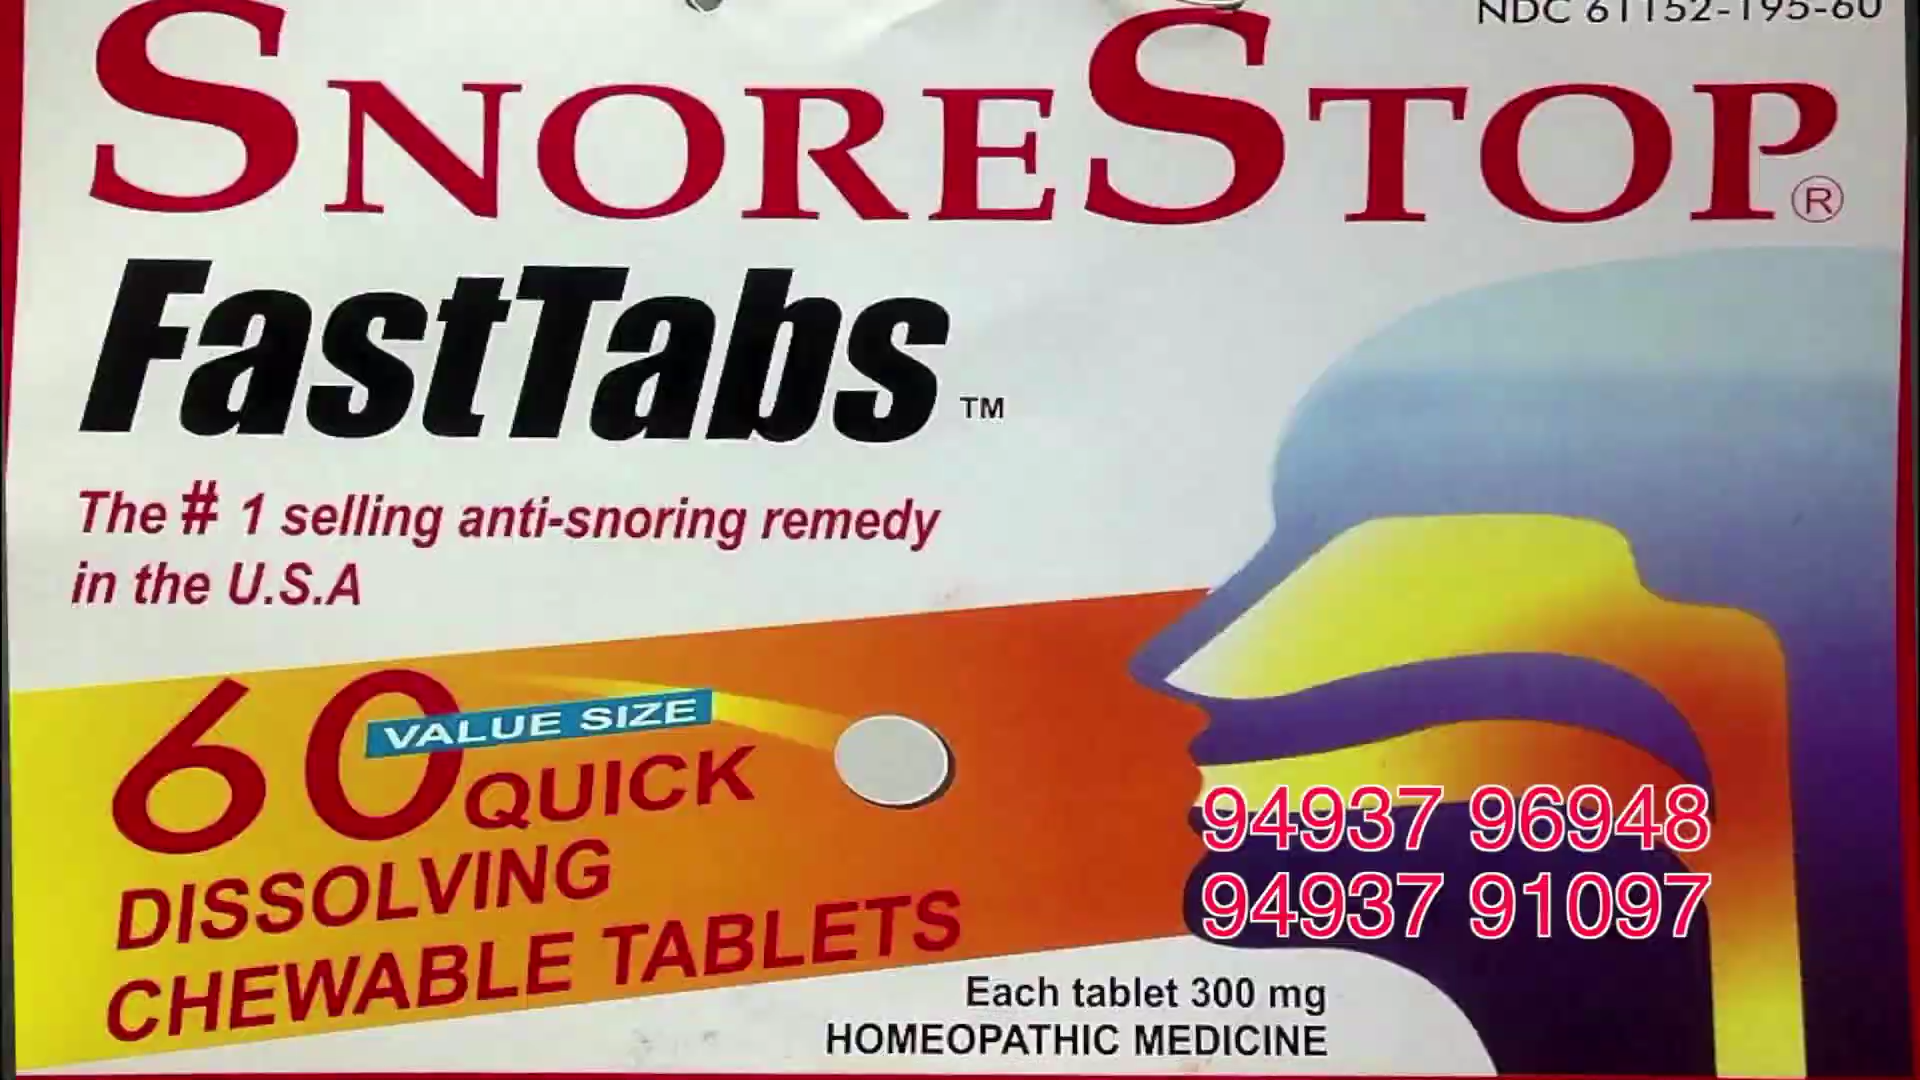 NDC 61152-195-60
SNORESTOP®
FastTabs™
The # 1 selling anti-snoring remedy
in the U.S.A
60 VALUE SIZE
QUICK
DISSOLVING
CHEWABLE TABLETS
94937 96948
94937 91097
Each tablet 300 mg
HOMEOPATHIC MEDICINE